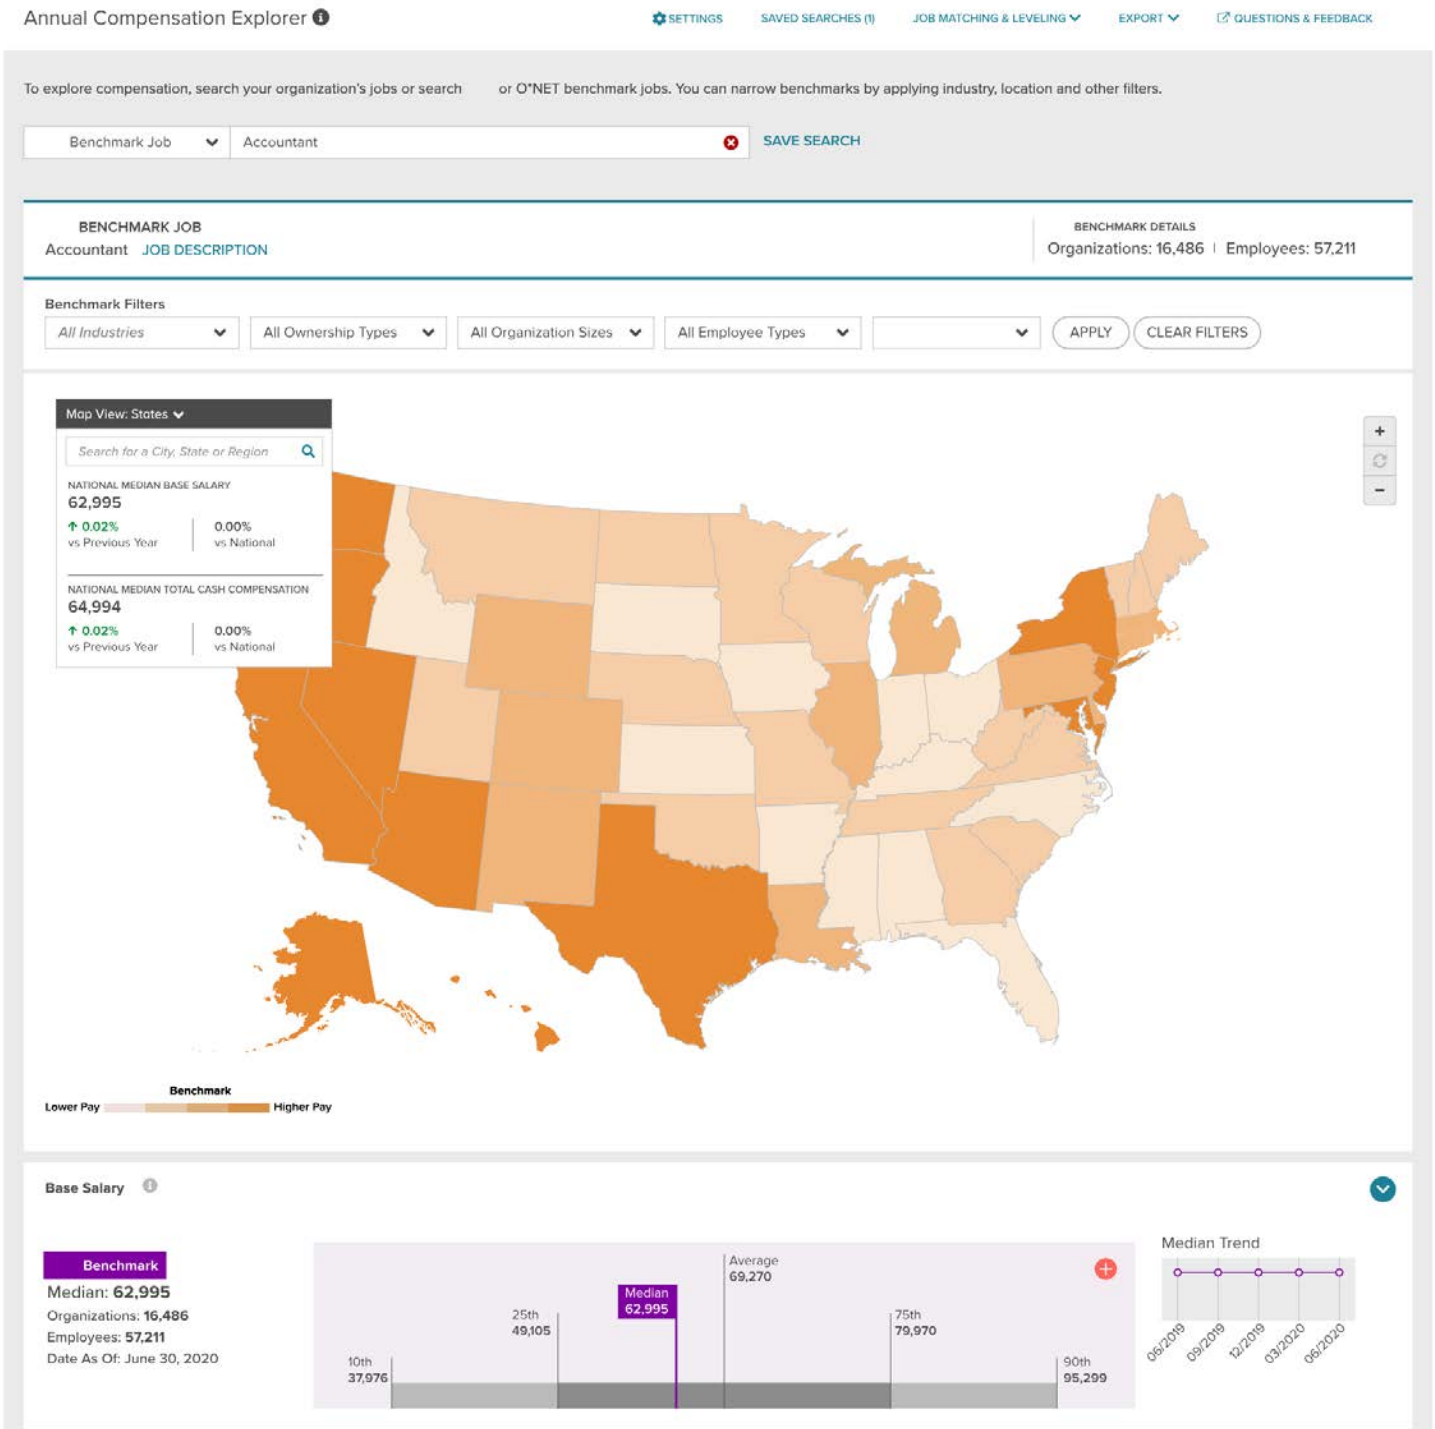 Annual Compensation Explorer
SETTINGS
SAVED SEARCHES (1)
JOB MATCHING & LEVELING
EXPORT
QUESTIONS & FEEDBACK
To explore compensation, search your organization's jobs or search or O*NET benchmark jobs. You can narrow benchmarks by applying industry, location and other filters.
Benchmark Job
Accountant
SAVE SEARCH
BENCHMARK JOB
Accountant JOB DESCRIPTION
BENCHMARK DETAILS
Organizations: 16,486 | Employees: 57,211
Benchmark Filters
All Industries
All Ownership Types
All Organization Sizes
All Employee Types
APPLY
CLEAR FILTERS
Map View: States
Search for a City, State or Region
NATIONAL MEDIAN BASE SALARY
62,995
↑ 0.02%
vs Previous Year
0.00%
vs National
NATIONAL MEDIAN TOTAL CASH COMPENSATION
64,994
↑ 0.02%
vs Previous Year
0.00%
vs National
+
−
Benchmark
Lower Pay
Higher Pay
Base Salary
Benchmark
Median: 62,995
Organizations: 16,486
Employees: 57,211
Date As Of: June 30, 2020
10th
37,976
25th
49,105
Median
62,995
Average
69,270
75th
79,970
90th
95,299
Median Trend
06/2019
09/2019
12/2019
03/2020
06/2020